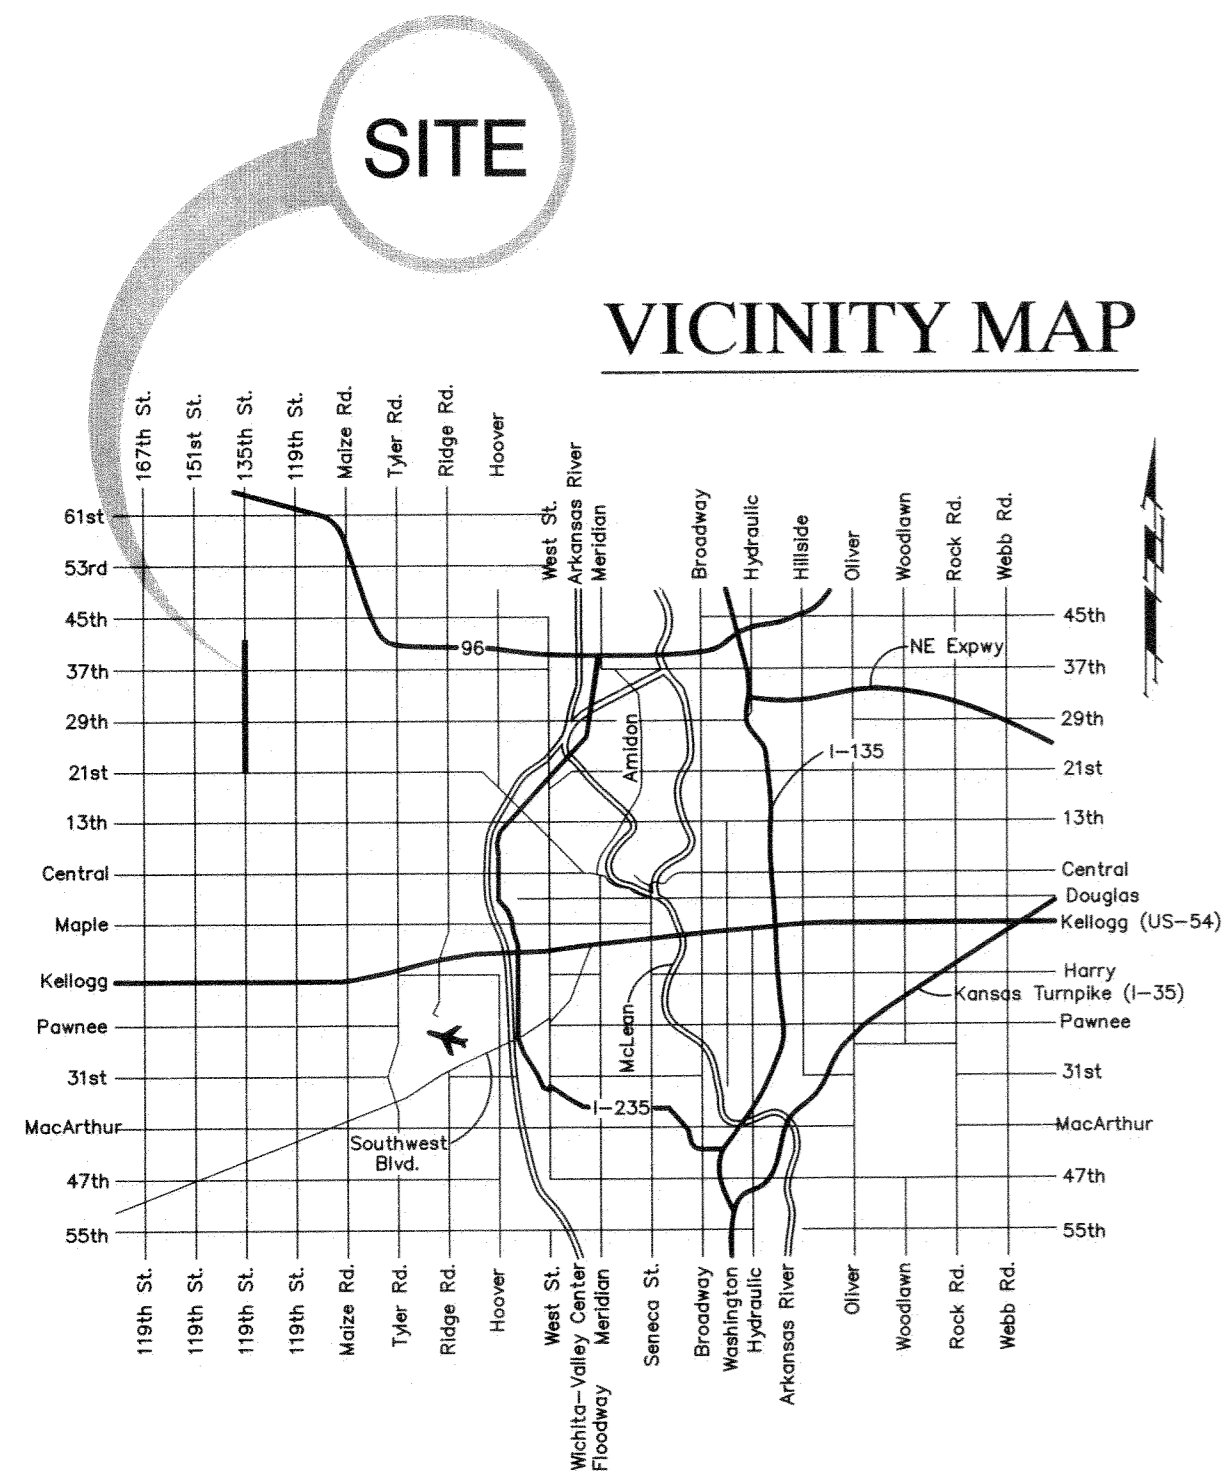 SITE
VICINITY MAP
167th St.
151st St.
135th St.
119th St.
Maize Rd.
Tyler Rd.
Ridge Rd.
Hoover
West St.
Arkansas River
Meridian
Broadway
Hydraulic
Hillside
Oliver
Woodlawn
Rock Rd.
Webb Rd.
61st
53rd
45th
37th
29th
21st
13th
Central
Maple
Kellogg
Pawnee
31st
MacArthur
47th
55th
96
NE Expwy
I-135
Amidon
McLean
I-235
Southwest
Blvd.
45th
37th
29th
21st
13th
Central
Douglas
Kellogg (US-54)
Harry
Kansas Turnpike (I-35)
Pawnee
31st
MacArthur
47th
55th
119th St.
119th St.
119th St.
119th St.
Maize Rd.
Tyler Rd.
Ridge Rd.
Hoover
West St.
Wichita-Valley Center
Floodway
Meridian
Seneca St.
Broadway
Washington
Hydraulic
Arkansas River
Oliver
Woodlawn
Rock Rd.
Webb Rd.